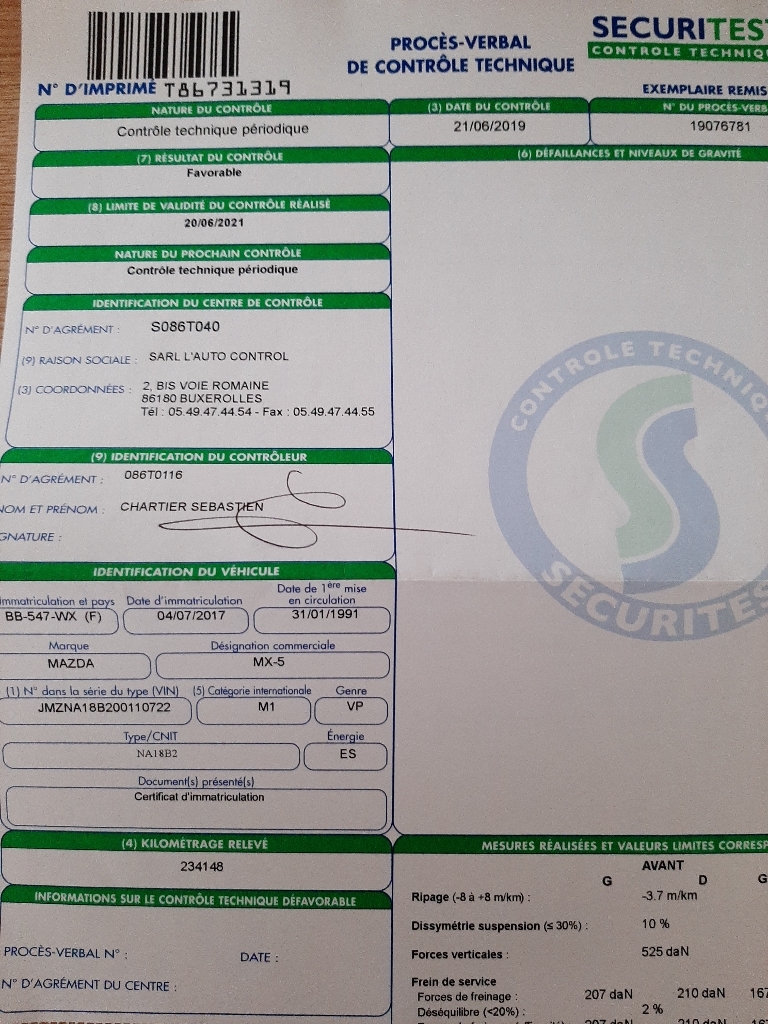 SECURITES
CONTROLE TECHNIQU
PROCÈS-VERBAL
DE CONTRÔLE TECHNIQUE
N° D'IMPRIMÉ T86731319
EXEMPLAIRE REMIS
NATURE DU CONTRÔLE
Contrôle technique périodique
(3) DATE DU CONTRÔLE
21/06/2019
N° DU PROCÈS-VERB
19076781
(7) RÉSULTAT DU CONTRÔLE
Favorable
(6) DÉFAILLANCES ET NIVEAUX DE GRAVITÉ
(8) LIMITE DE VALIDITÉ DU CONTRÔLE RÉALISÉ
20/06/2021
NATURE DU PROCHAIN CONTRÔLE
Contrôle technique périodique
IDENTIFICATION DU CENTRE DE CONTRÔLE
N° D'AGRÉMENT : S086T040
(9) RAISON SOCIALE : SARL L'AUTO CONTROL
(3) COORDONNÉES : 2, BIS VOIE ROMAINE
86180 BUXEROLLES
Tél : 05.49.47.44.54 - Fax : 05.49.47.44.55
(9) IDENTIFICATION DU CONTRÔLEUR
N° D'AGRÉMENT : 086T0116
NOM ET PRÉNOM : CHARTIER SEBASTIEN
GNATURE :
CONTROLE TECHNIQ
SECURITES
IDENTIFICATION DU VÉHICULE
Immatriculation et pays
BB-547-WX (F)
Date d'immatriculation
04/07/2017
Date de 1ère mise
en circulation
31/01/1991
Marque
MAZDA
Désignation commerciale
MX-5
(1) N° dans la série du type (VIN)
JMZNA18B200110722
(5) Catégorie internationale
M1
Genre
VP
Type/CNIT
NA18B2
Énergie
ES
Document(s) présenté(s)
Certificat d'immatriculation
(4) KILOMÉTRAGE RELEVÉ
234148
INFORMATIONS SUR LE CONTRÔLE TECHNIQUE DÉFAVORABLE
PROCÈS-VERBAL N° : DATE :
N° D'AGRÉMENT DU CENTRE :
MESURES RÉALISÉES ET VALEURS LIMITES CORRESP
AVANT
G D G
Ripage (-8 à +8 m/km) : -3.7 m/km
Dissymétrie suspension (≤ 30%) : 10 %
Forces verticales : 525 daN
Frein de service
Forces de freinage : 207 daN 210 daN 167
Déséquilibre (<20%) : 2 %
207 daN 210 daN